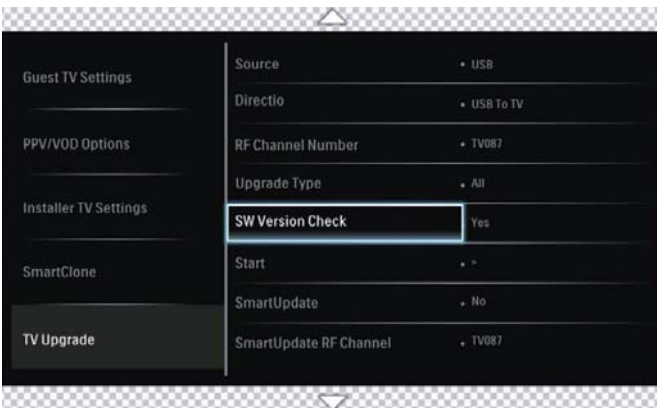 Guest TV Settings
PPV/VOD Options
Installer TV Settings
SmartClone
TV Upgrade
Source • USB
Directio • USB To TV
RF Channel Number • TV087
Upgrade Type • All
SW Version Check Yes
Start • >
SmartUpdate • No
SmartUpdate RF Channel • TV087